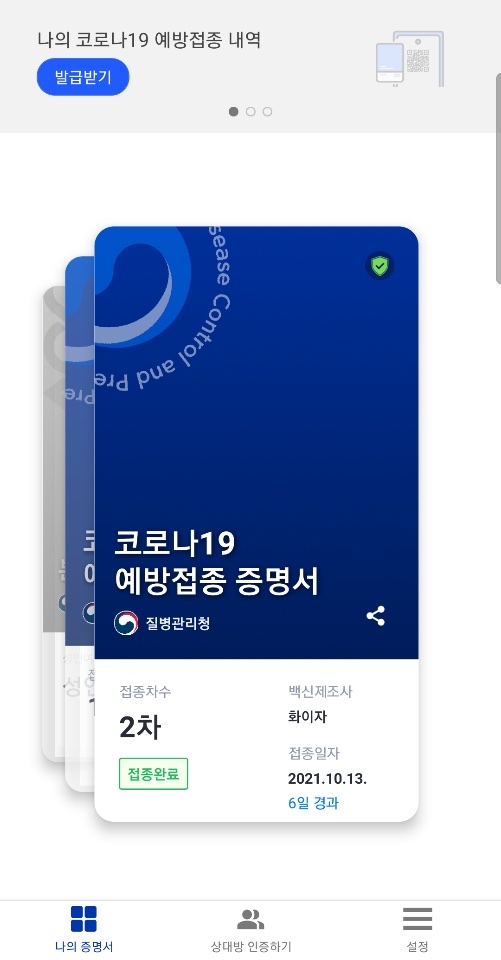 나의 코로나19 예방접종 내역
발급받기
sease Control and Pre
코로나19
예방접종 증명서
질병관리청
접종차수
2차
접종완료
백신제조사
화이자
접종일자
2021.10.13.
6일 경과
나의 증명서
상대방 인증하기
설정